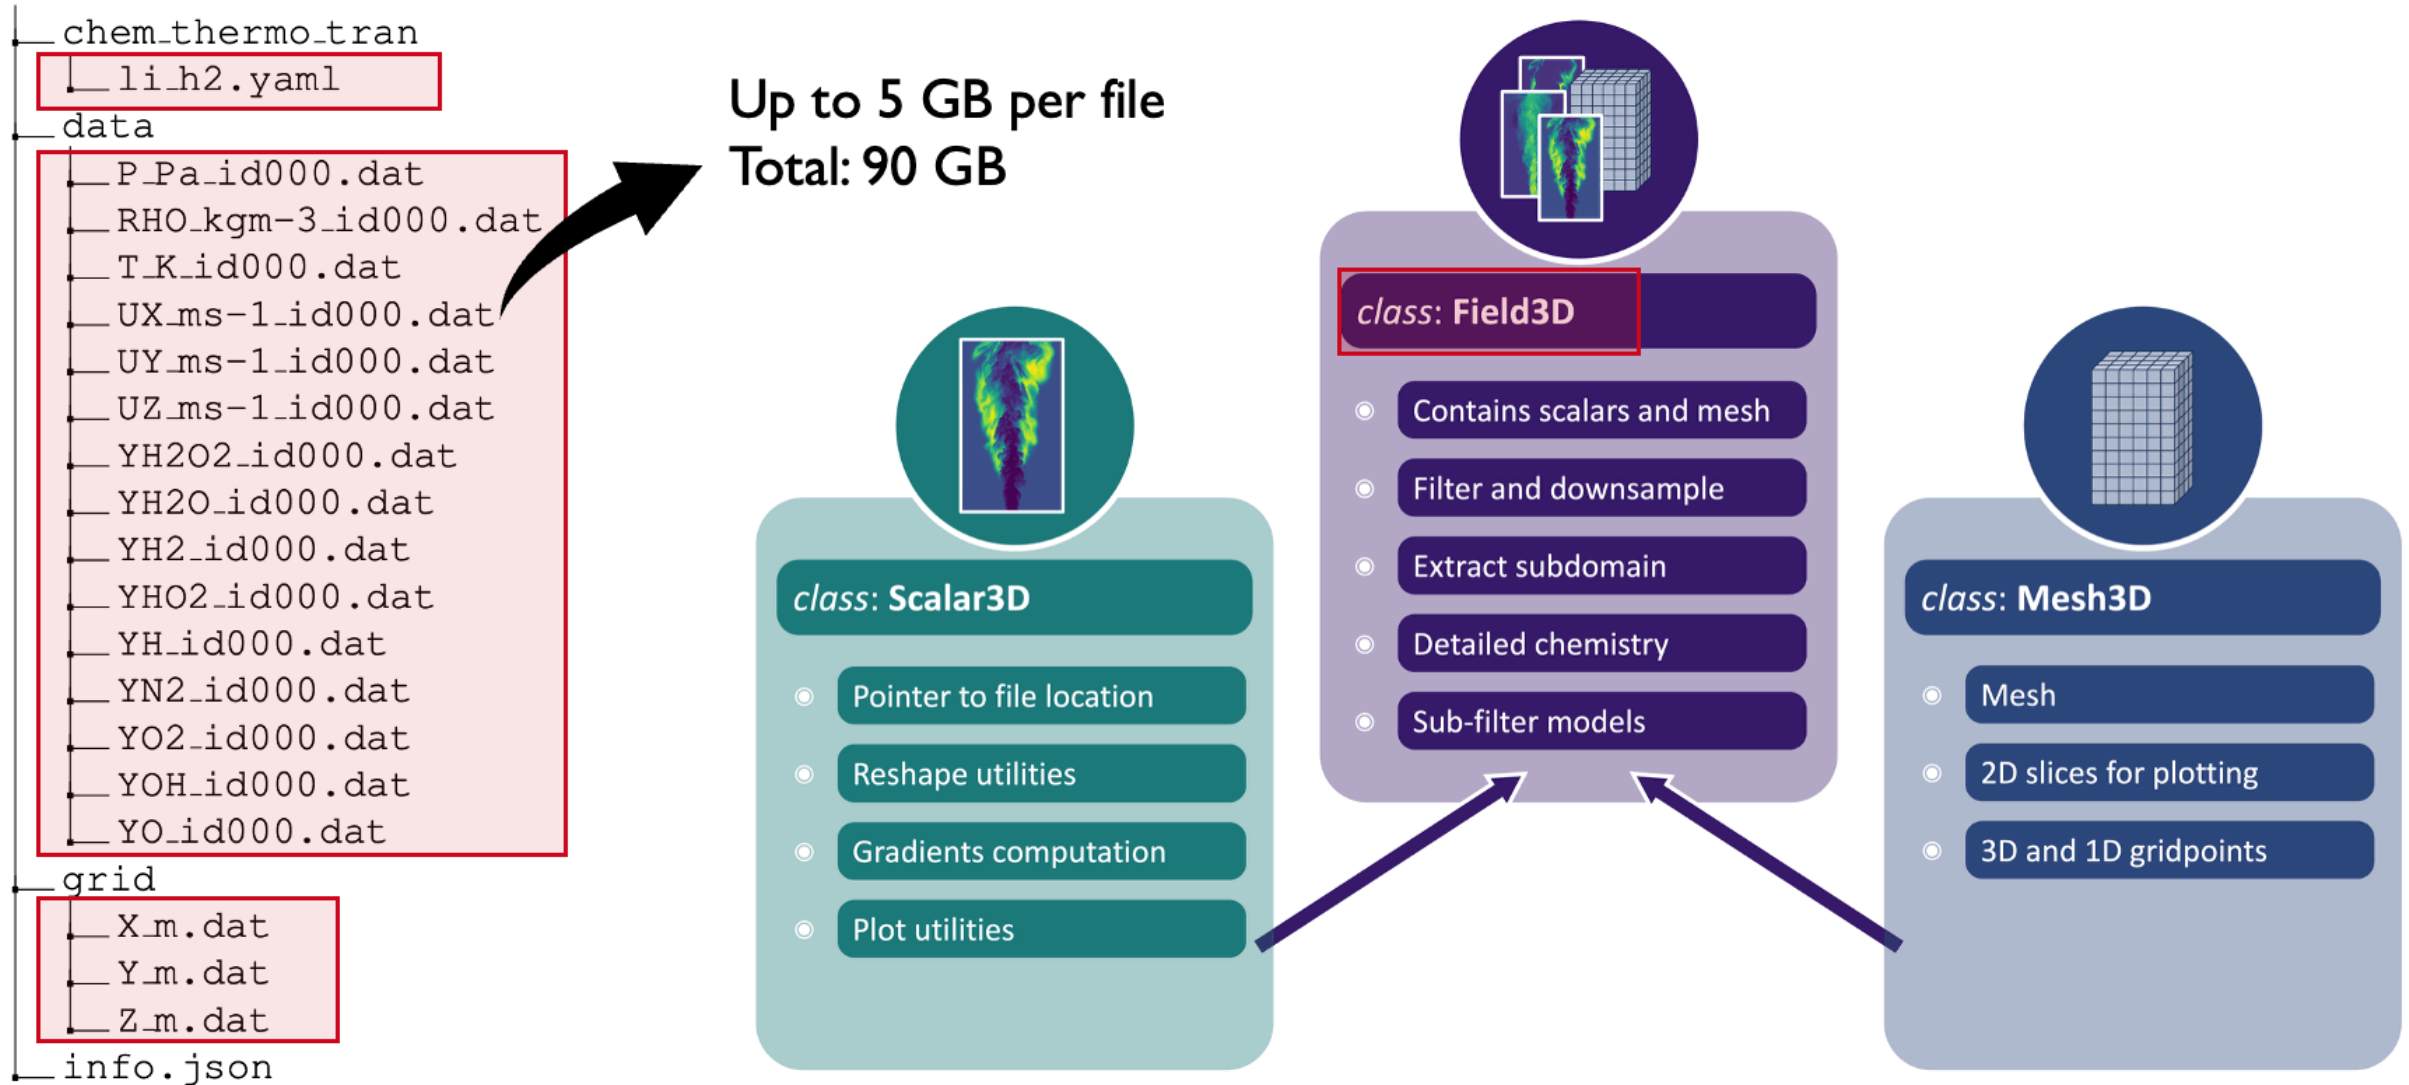 chem_thermo_tran
li_h2.yaml
data
P_Pa_id000.dat
RHO_kgm-3_id000.dat
T_K_id000.dat
UX_ms-1_id000.dat
UY_ms-1_id000.dat
UZ_ms-1_id000.dat
YH2O2_id000.dat
YH2O_id000.dat
YH2_id000.dat
YHO2_id000.dat
YH_id000.dat
YN2_id000.dat
YO2_id000.dat
YOH_id000.dat
YO_id000.dat
grid
X_m.dat
Y_m.dat
Z_m.dat
info.json
Up to 5 GB per file
Total: 90 GB
class: Scalar3D
Pointer to file location
Reshape utilities
Gradients computation
Plot utilities
class: Field3D
Contains scalars and mesh
Filter and downsample
Extract subdomain
Detailed chemistry
Sub-filter models
class: Mesh3D
Mesh
2D slices for plotting
3D and 1D gridpoints